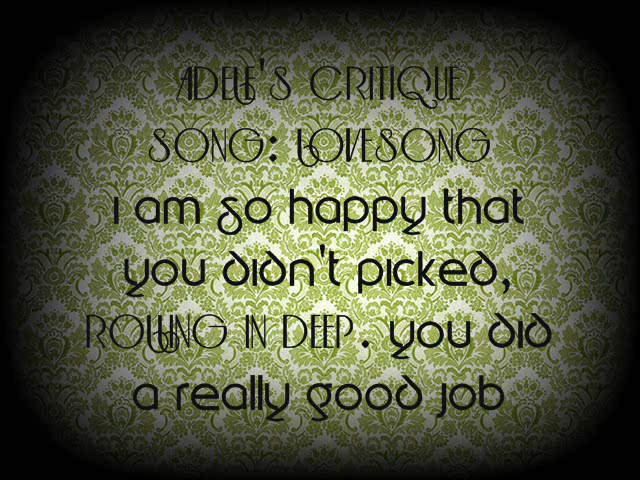 ADELE'S CRITIQUE
SONG: LOVESONG
i am so happy that
you didn't picked,
ROLLING IN DEEP. you did
a really good job